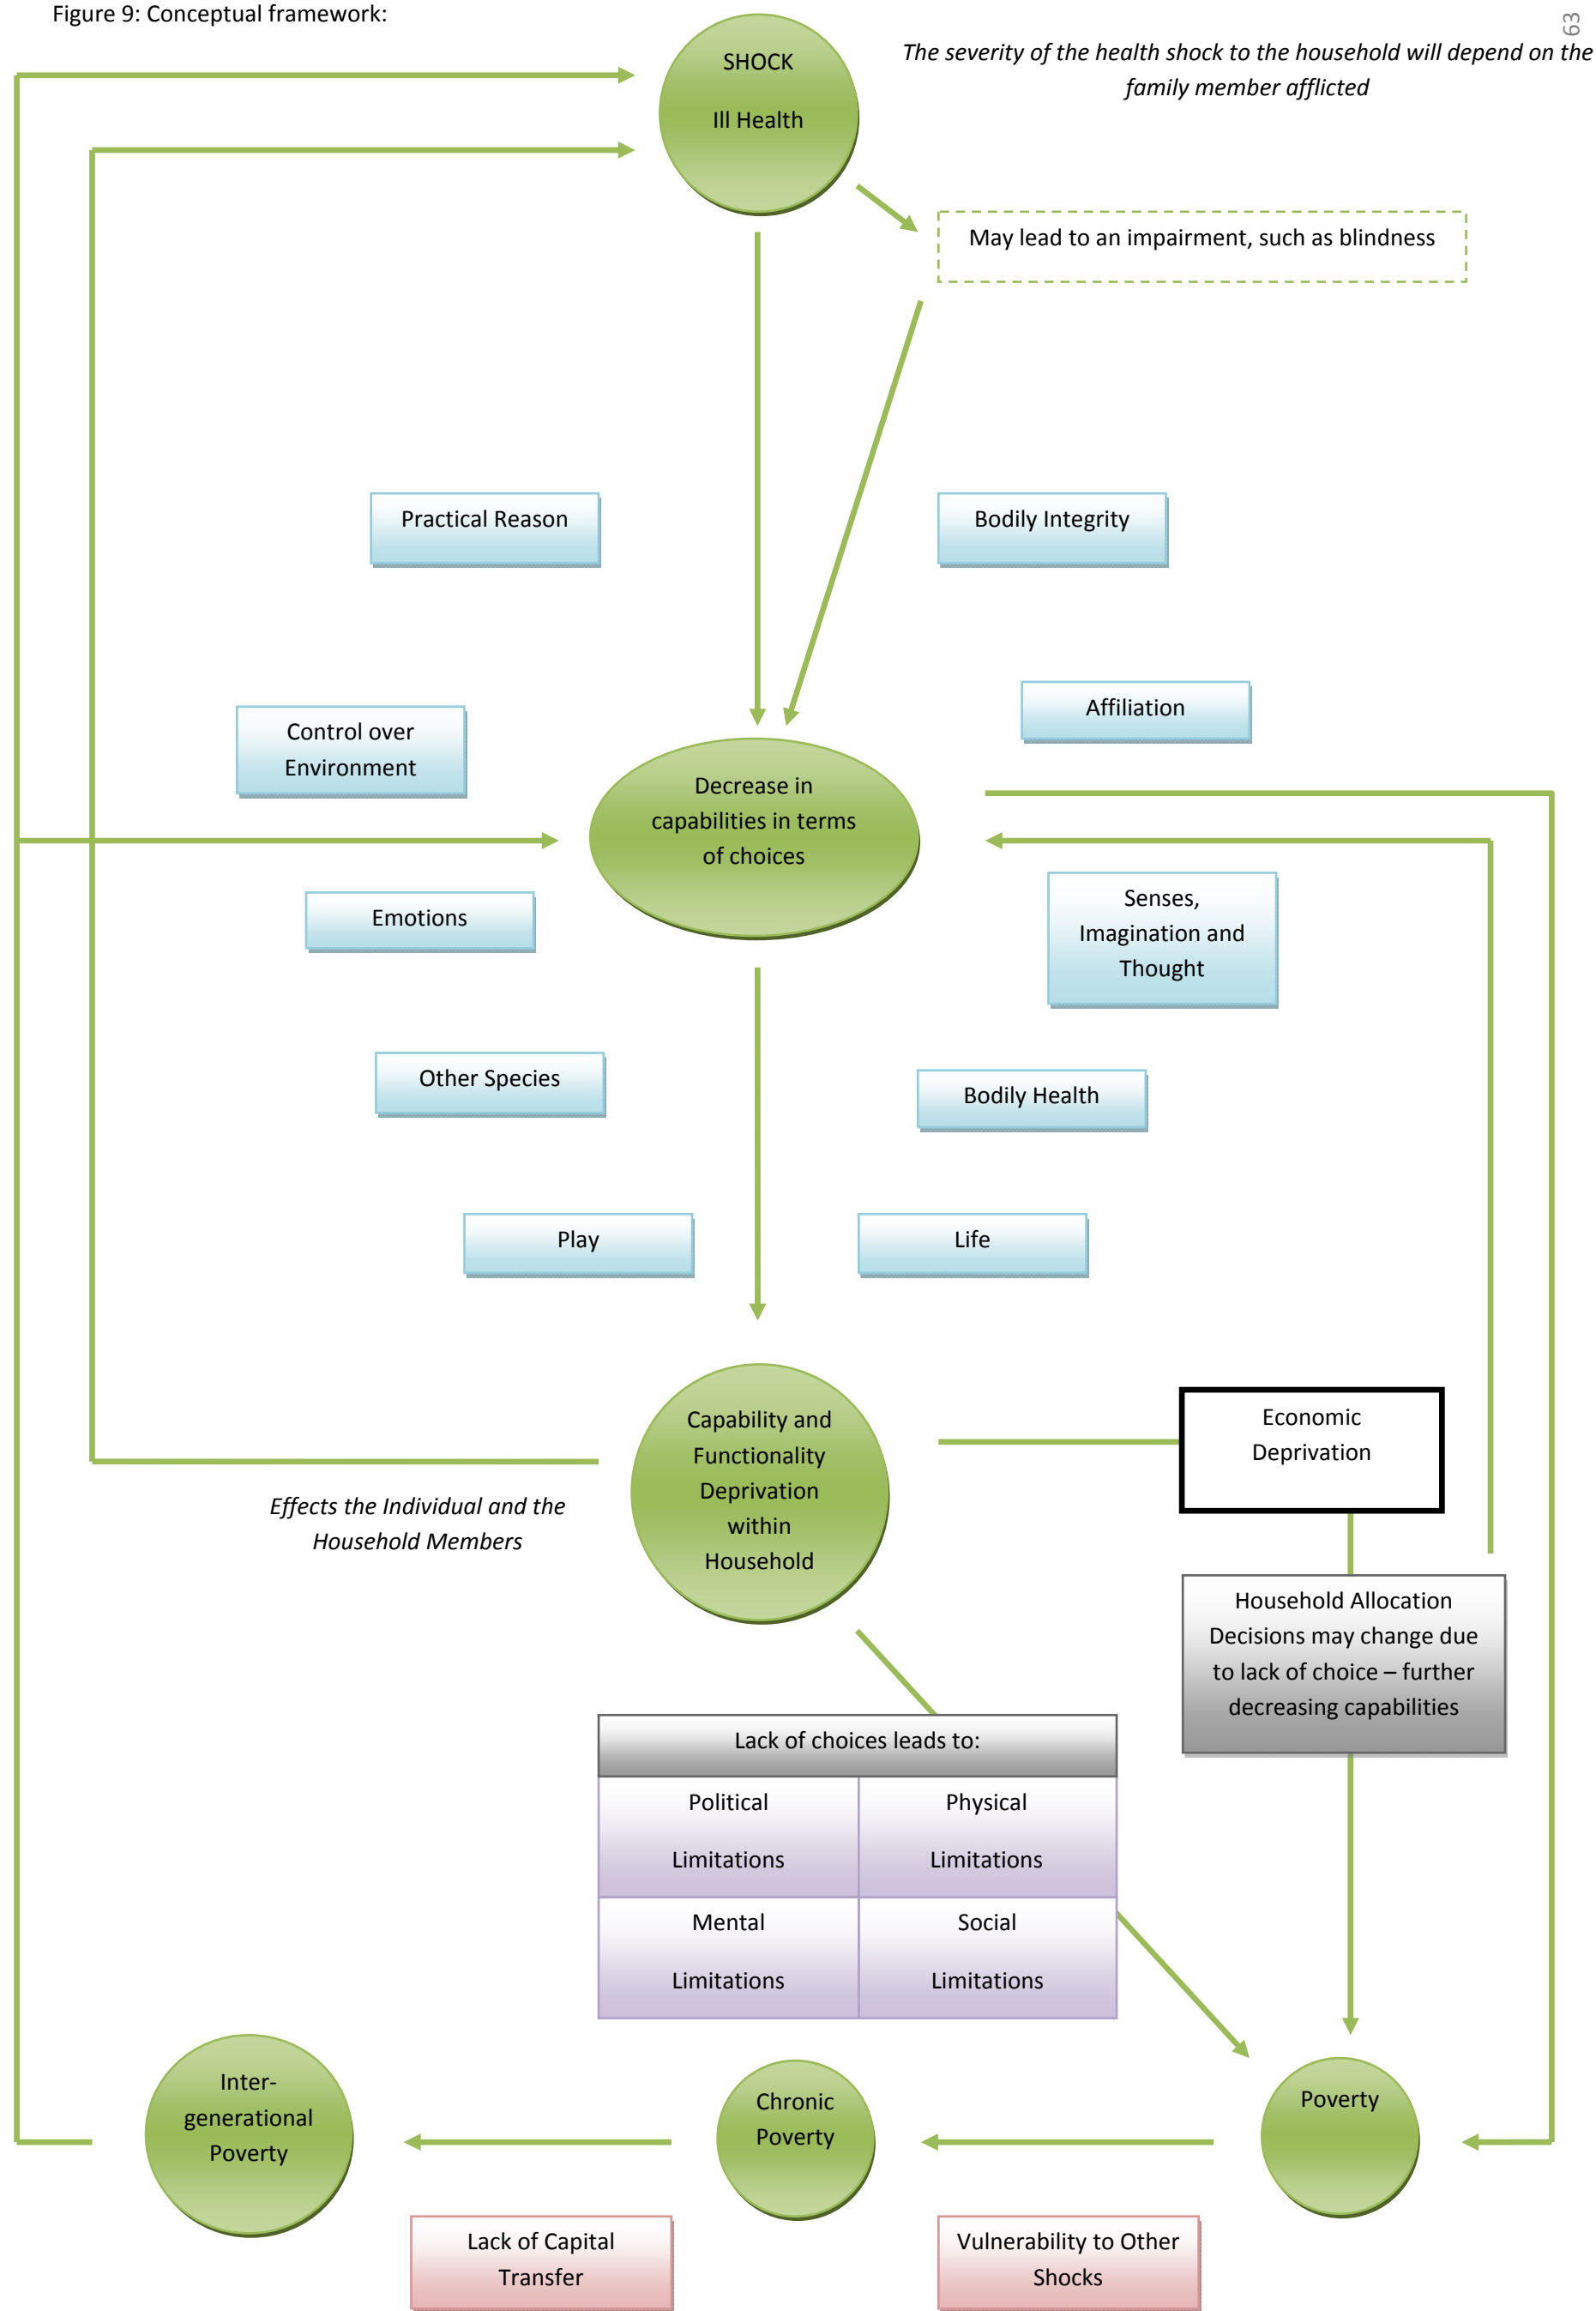 Figure 9: Conceptual framework:
63
The severity of the health shock to the household will depend on the
family member afflicted
SHOCK
Ill Health
May lead to an impairment, such as blindness
Practical Reason
Bodily Integrity
Affiliation
Control over
Environment
Decrease in
capabilities in terms
of choices
Emotions
Senses,
Imagination and
Thought
Other Species
Bodily Health
Play
Life
Capability and
Functionality
Deprivation
within
Household
Economic
Deprivation
Effects the Individual and the
Household Members
Household Allocation
Decisions may change due
to lack of choice – further
decreasing capabilities
Lack of choices leads to:
Political
Limitations
Physical
Limitations
Mental
Limitations
Social
Limitations
Inter-
generational
Poverty
Chronic
Poverty
Poverty
Lack of Capital
Transfer
Vulnerability to Other
Shocks